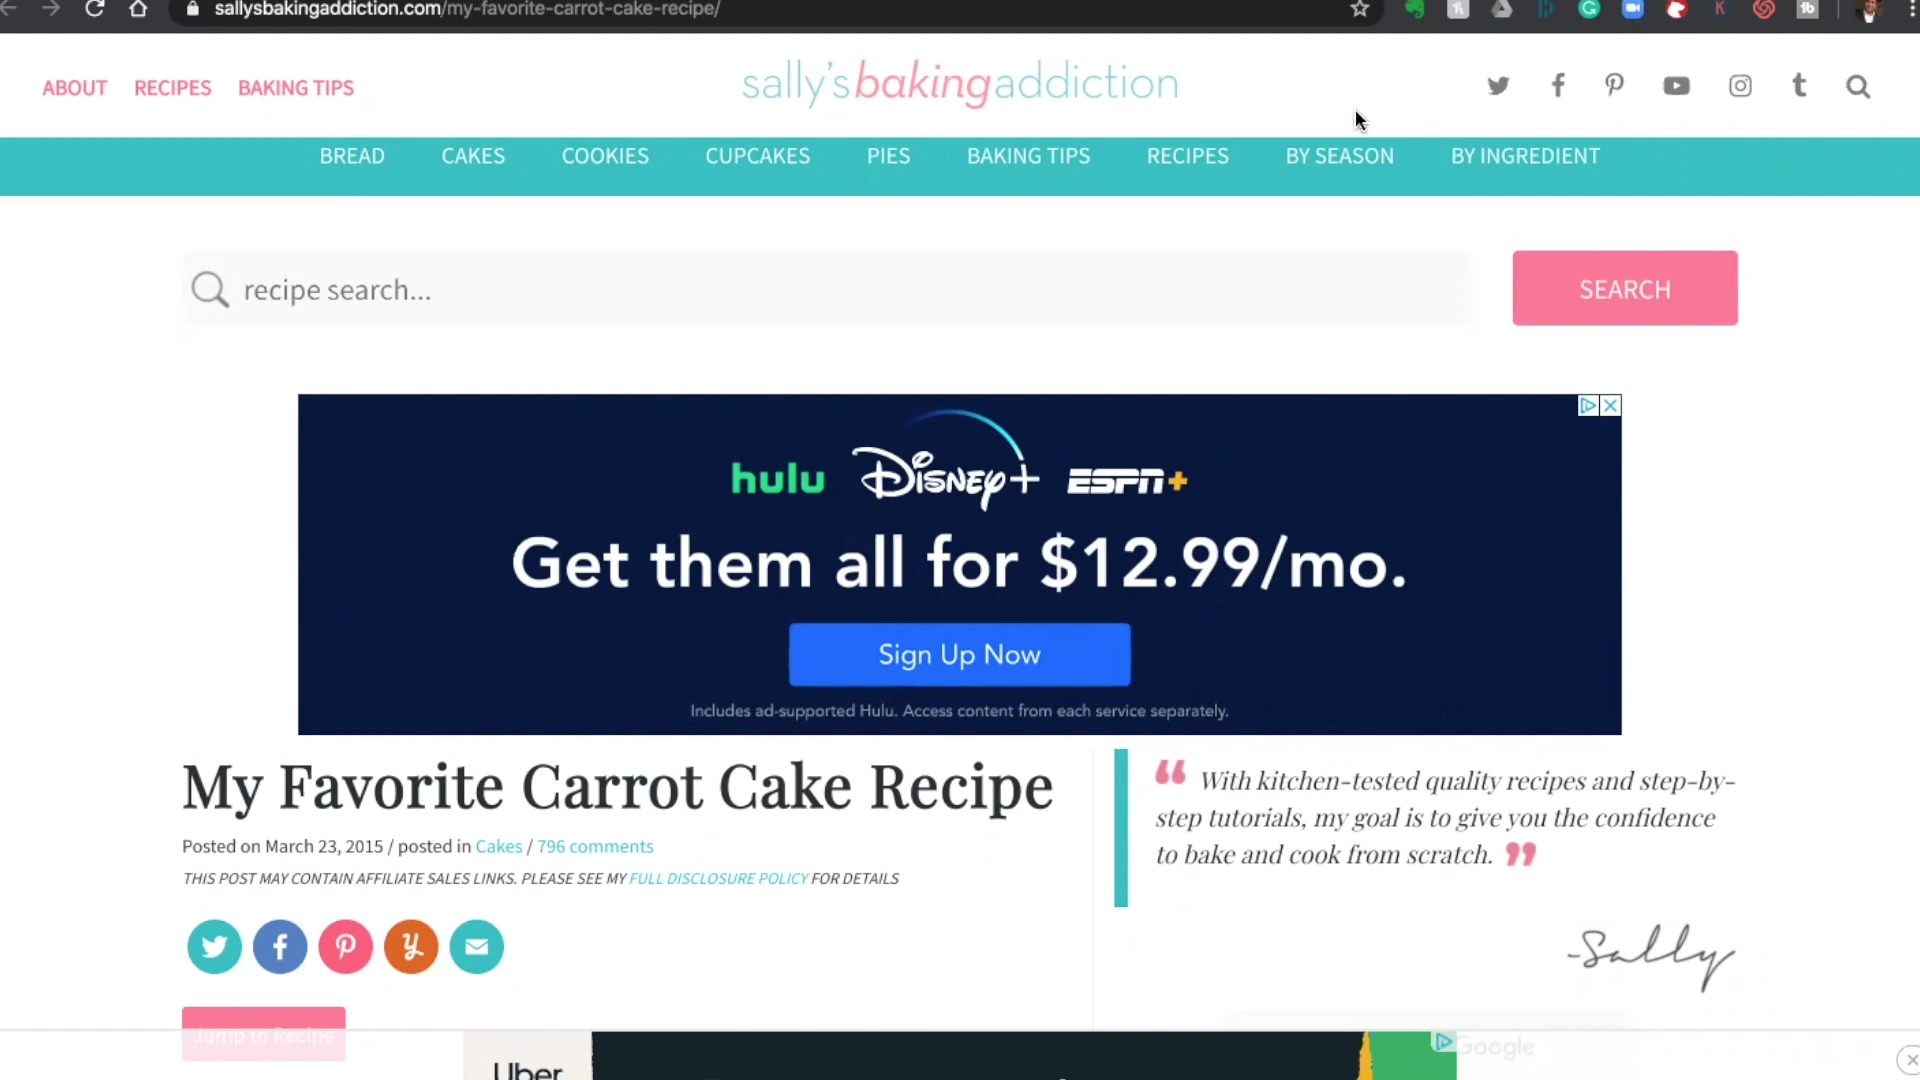 sallysbakingaddiction.com/my-favorite-carrot-cake-recipe/
ABOUT RECIPES BAKING TIPS
sally's baking addiction
BREAD CAKES COOKIES CUPCAKES PIES BAKING TIPS RECIPES BY SEASON BY INGREDIENT
recipe search...
SEARCH
hulu Disney+ ESPN+
Get them all for $12.99/mo.
Sign Up Now
Includes ad-supported Hulu. Access content from each service separately.
My Favorite Carrot Cake Recipe
Posted on March 23, 2015 / posted in Cakes / 796 comments
THIS POST MAY CONTAIN AFFILIATE SALES LINKS. PLEASE SEE MY FULL DISCLOSURE POLICY FOR DETAILS
Jump to Recipe
“ With kitchen-tested quality recipes and step-by-
step tutorials, my goal is to give you the confidence
to bake and cook from scratch. ”
-Sally
Uber
Google